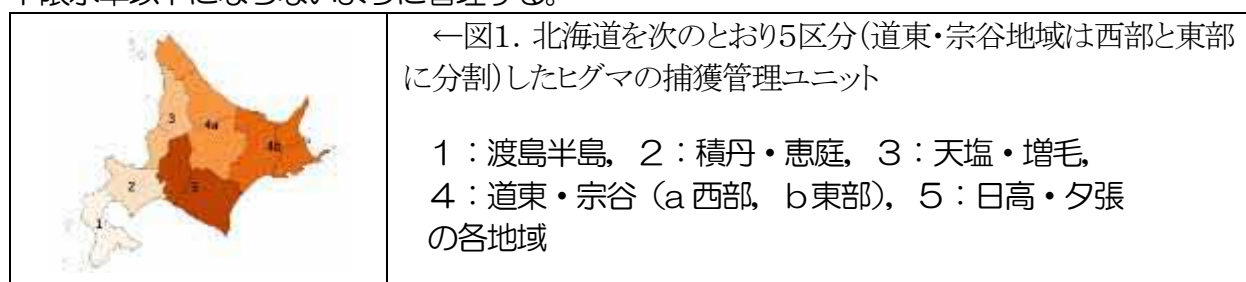 下限水準以下にならないように管理する。
←図1. 北海道を次のとおり5区分(道東・宗谷地域は西部と東部
に分割)したヒグマの捕獲管理ユニット
1:渡島半島, 2:積丹・恵庭, 3:天塩・増毛,
4:道東・宗谷 (a 西部, b東部), 5:日高・夕張
の各地域
3
4a
4b
2
5
1